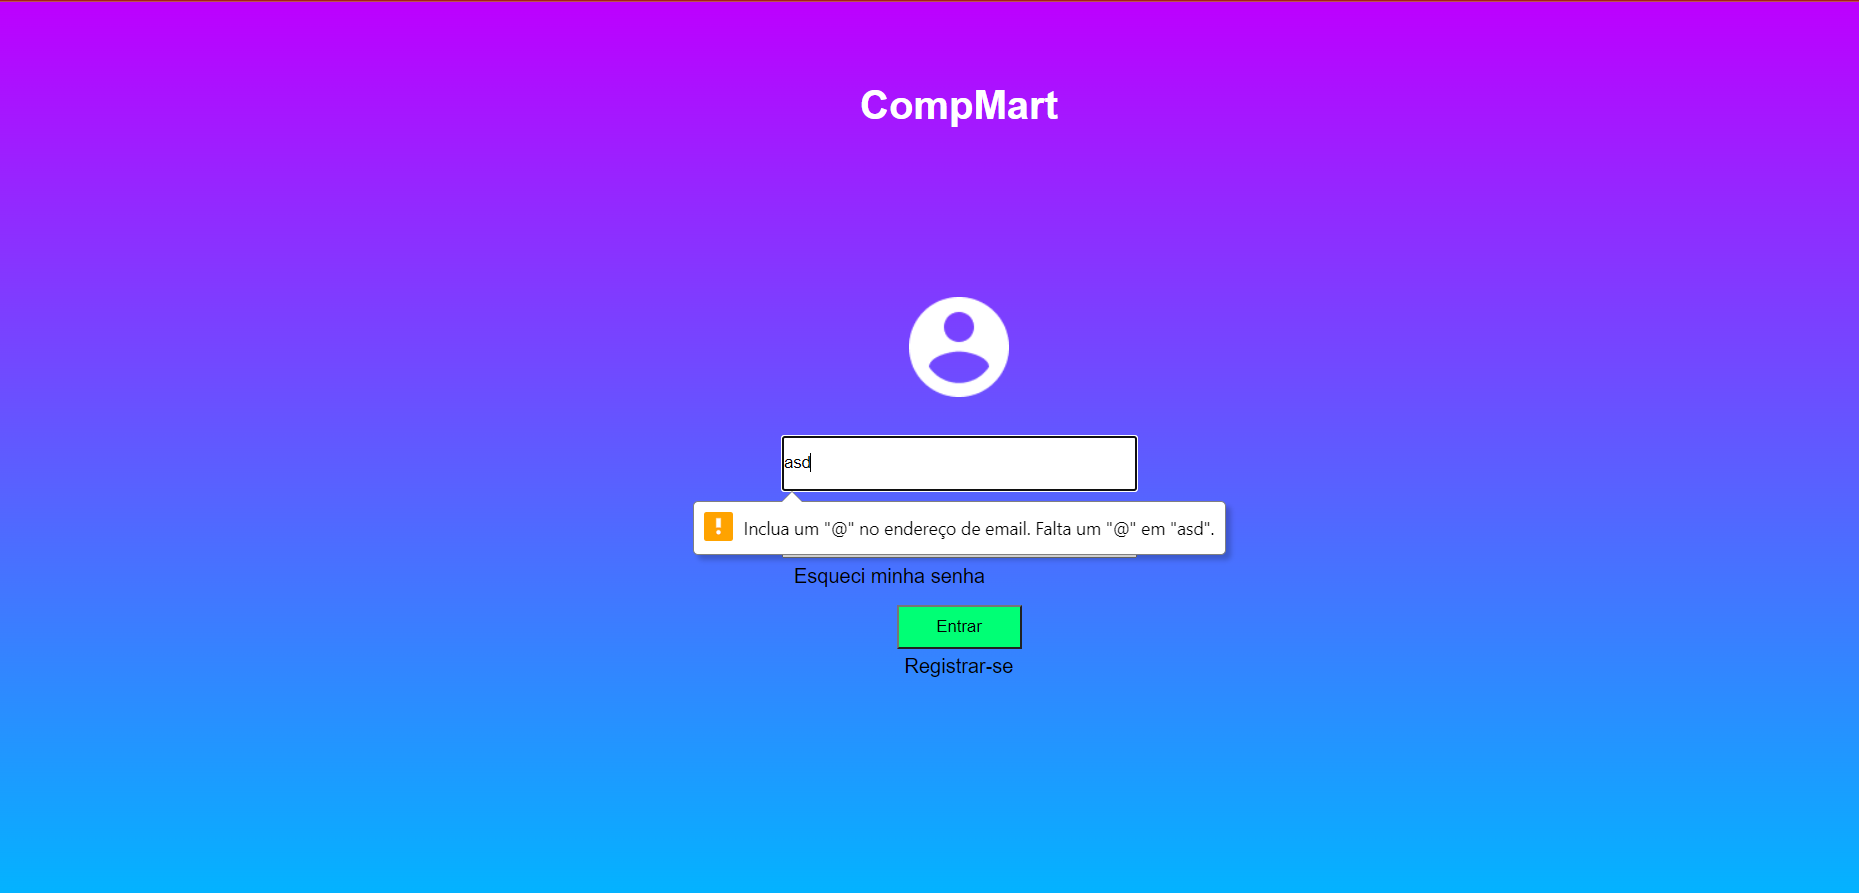 CompMart
asd
Inclua um "@" no endereço de email. Falta um "@" em "asd".
Esqueci minha senha
Entrar
Registrar-se